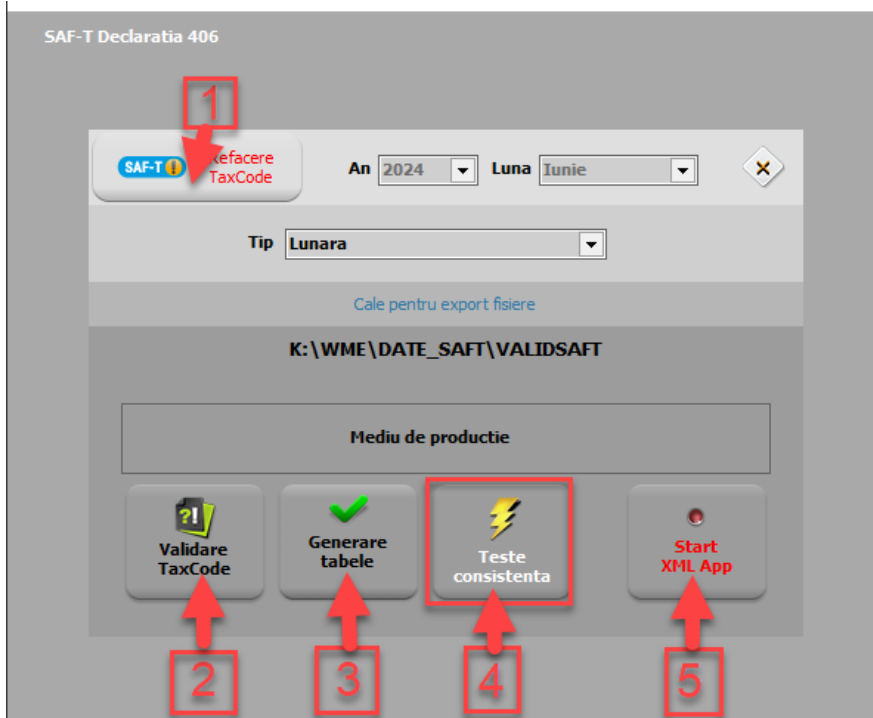 SAF-T Declaratia 406
1
SAF-T
Refacere
TaxCode
An 2024 Luna Iunie
Tip Lunara
Cale pentru export fisiere
K:\WME\DATE_SAFT\VALIDSAFT
Mediu de productie
?!
Validare
TaxCode
Generare
tabele
Teste
consistenta
Start
XML App
2
3
4
5